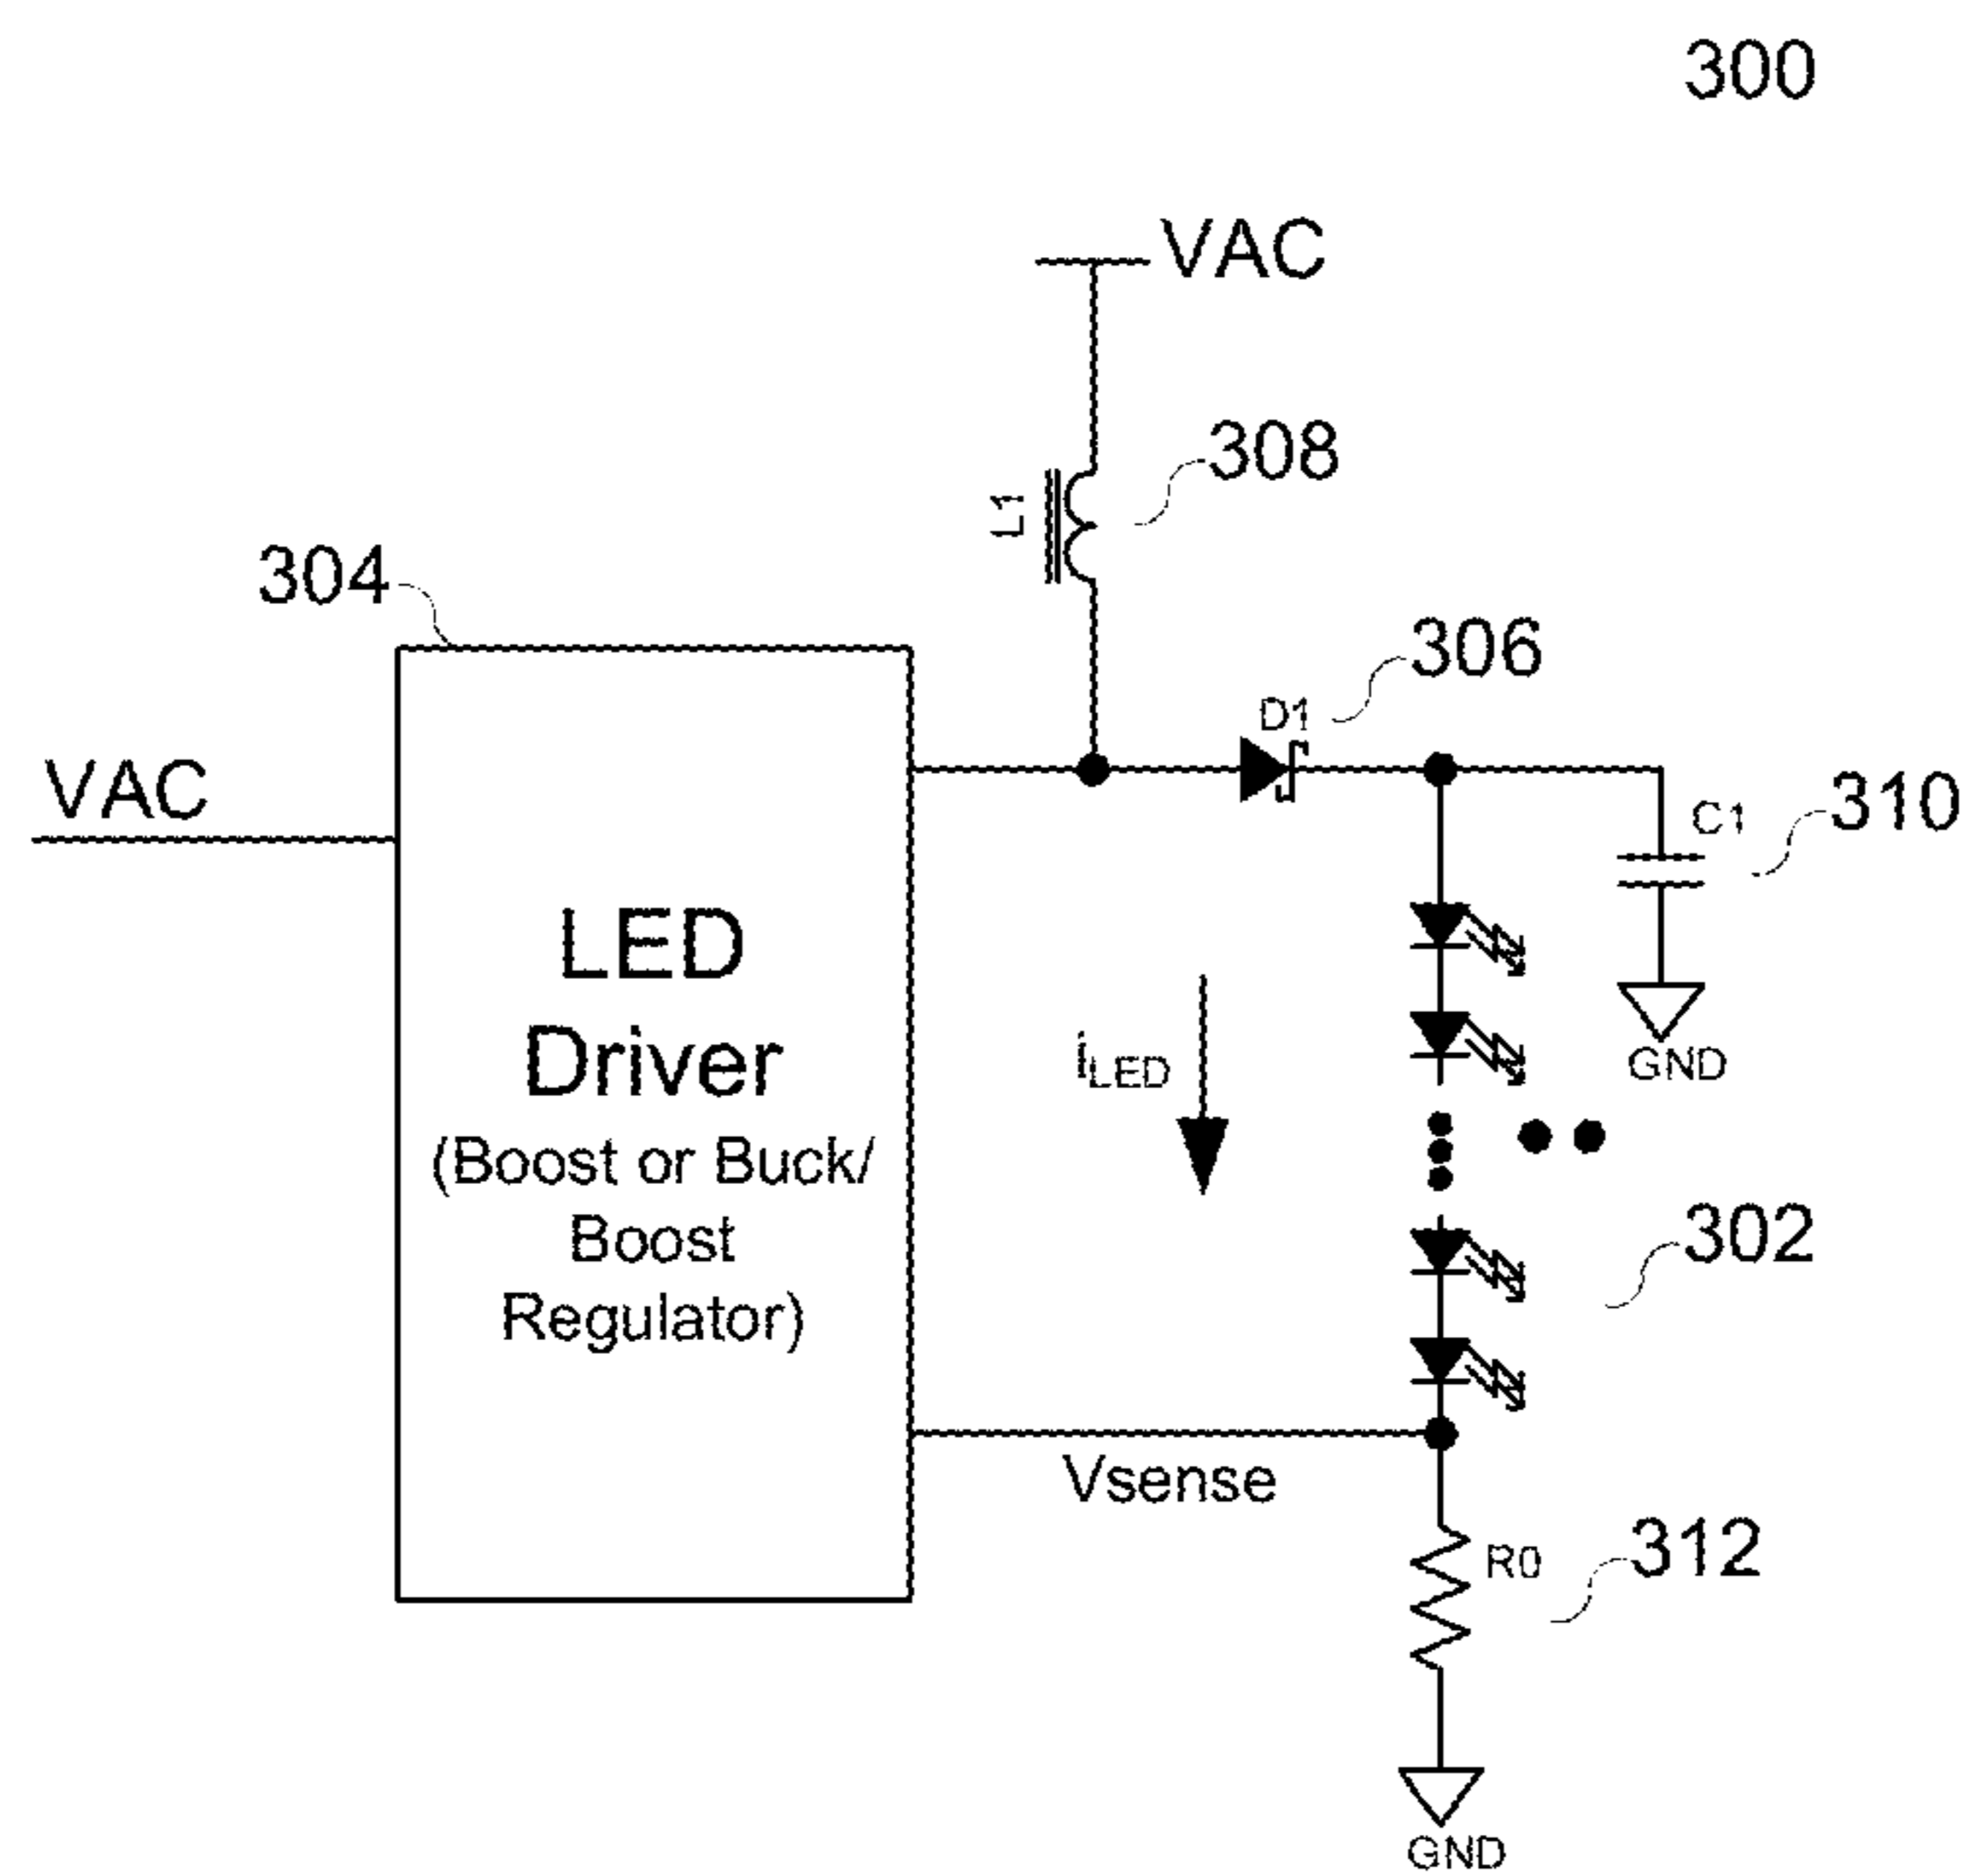 300
VAC
L1
308
304
306
D1
VAC
C1
310
LED
Driver
(Boost or Buck/
Boost
Regulator)
iLED
GND
302
Vsense
R0
312
GND